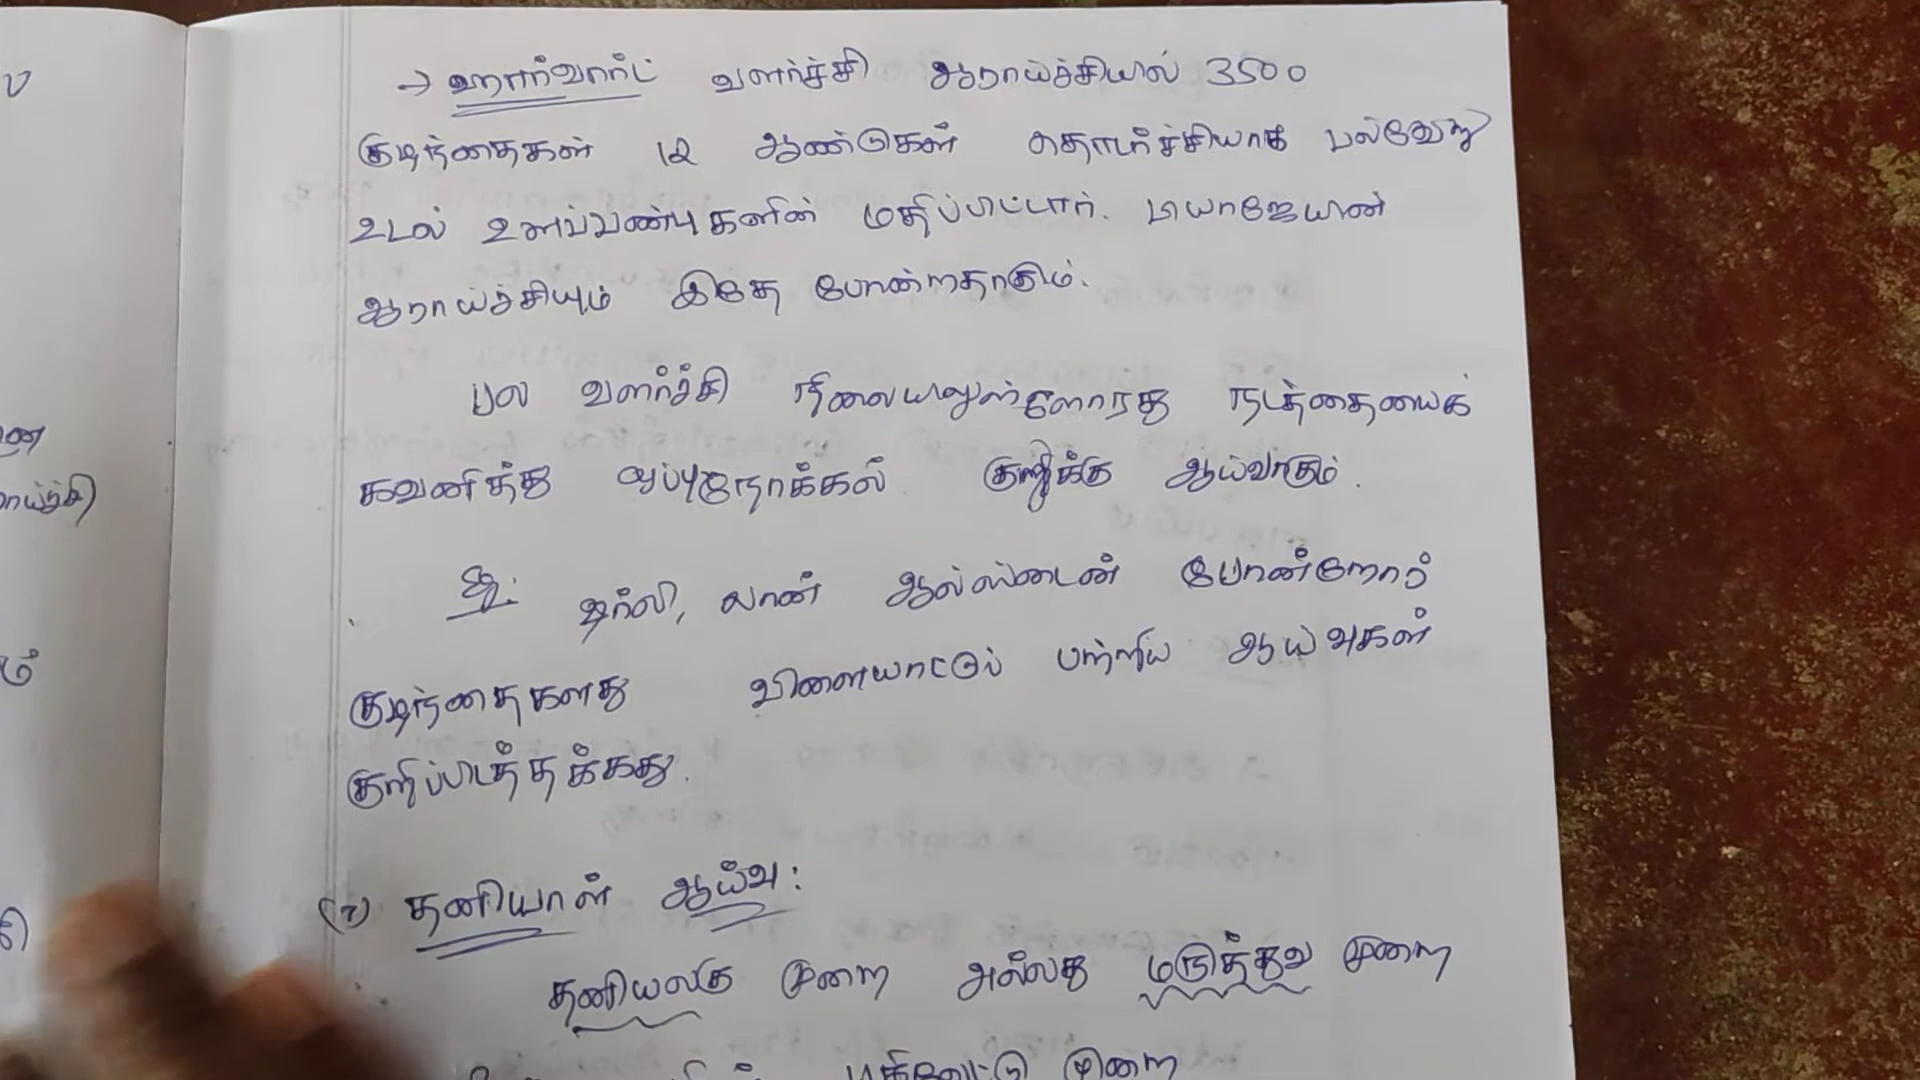 → ஹார்வார்ட் வளர்ச்சி ஆராய்ச்சியில் 3500
குழந்தைகள் 12 ஆண்டுகள் தொடர்ச்சியாக பல்வேறு
உடல் உளப்பண்புகளின் மதிப்பிட்டார். பியாஜேயின்
ஆராய்ச்சியும் இதே போன்றதாகும்.
பல வளர்ச்சி நிலையிலுள்ளோரது நடத்தையைக்
கவனித்து ஒப்புநோக்கல் குறிக்க ஆய்வாகும்.
எ.
ஹர்லி, வான் ஆல்ஸ்டைன் போன்றோர்
குழந்தைகளது விளையாட்டுப் பற்றிய ஆய்வுகள்
குறிப்பிடத்தக்கது.
(7) தனியாள் ஆய்வு:
தனியலகு முறை அல்லது மருத்துவ முறை
முறை